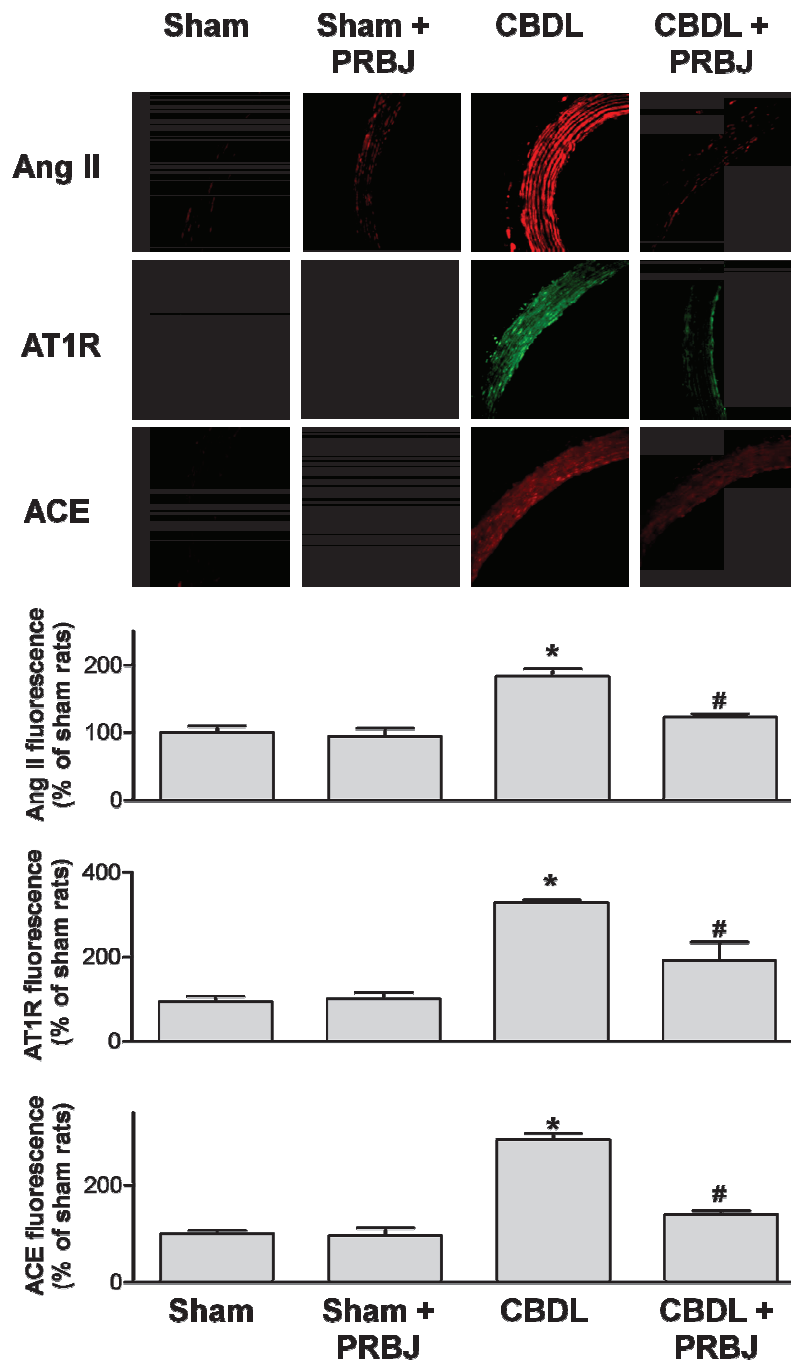 Sham
Sham +
PRBJ
CBDL
CBDL +
PRBJ
Ang II
AT1R
ACE
Ang II fluorescence
(% of sham rats)
200
100
0
*
#
AT1R fluorescence
(% of sham rats)
400
200
0
*
#
ACE fluorescence
(% of sham rats)
200
0
*
#
Sham
Sham +
PRBJ
CBDL
CBDL +
PRBJ